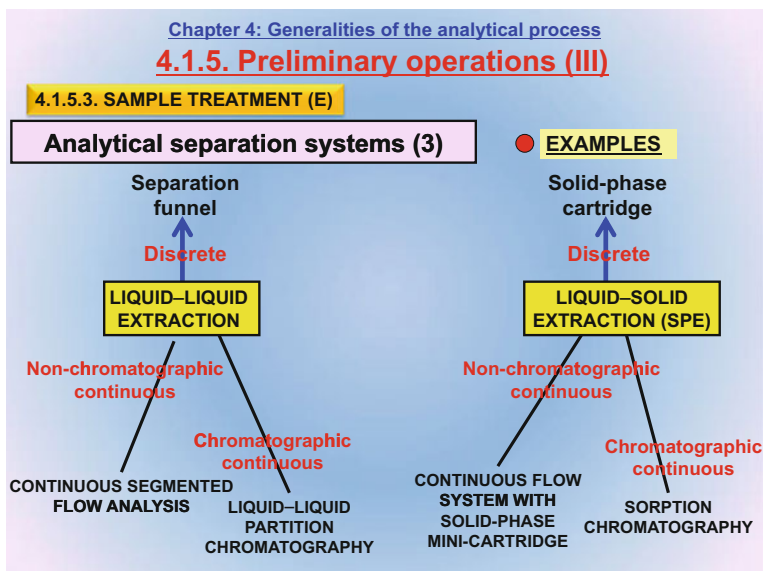 Chapter 4: Generalities of the analytical process
4.1.5. Preliminary operations (III)
4.1.5.3. SAMPLE TREATMENT (E)
Analytical separation systems (3)
EXAMPLES
Separation
funnel
Discrete
LIQUID–LIQUID
EXTRACTION
Non-chromatographic
continuous
Chromatographic
continuous
CONTINUOUS SEGMENTED
FLOW ANALYSIS
LIQUID–LIQUID
PARTITION
CHROMATOGRAPHY
Solid-phase
cartridge
Discrete
LIQUID–SOLID
EXTRACTION (SPE)
Non-chromatographic
continuous
Chromatographic
continuous
CONTINUOUS FLOW
SYSTEM WITH
SOLID-PHASE
MINI-CARTRIDGE
SORPTION
CHROMATOGRAPHY